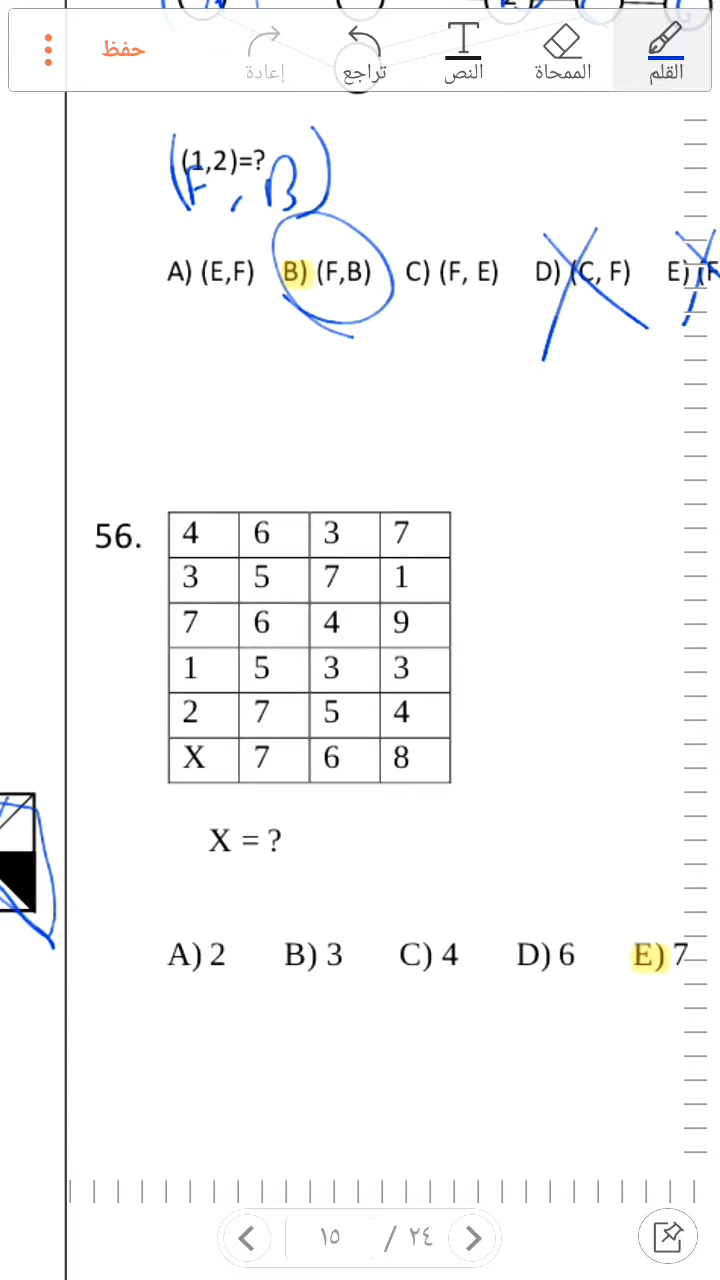 حفظ إعادة تراجع النص الممحاة القلم
(1,2)=?
(F, B)
A) (E,F) B) (F,B) C) (F, E) D) (C, F) E) (F
56.
4 6 3 7
3 5 7 1
7 6 4 9
1 5 3 3
2 7 5 4
X 7 6 8
X = ?
A) 2 B) 3 C) 4 D) 6 E) 7
١٥ / ٢٤